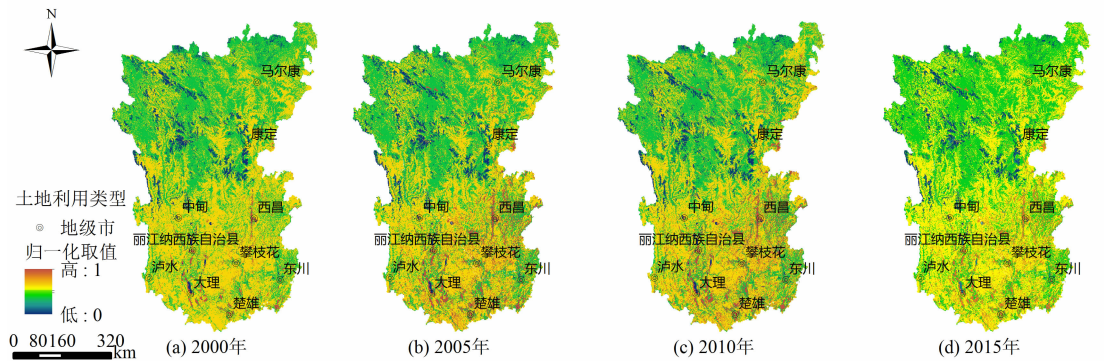 N
马尔康
康定
中甸
西昌
丽江纳西族自治县
攀枝花
泸水
大理
东川
楚雄
马尔康
康定
中甸
西昌
丽江纳西族自治县
攀枝花
泸水
大理
东川
楚雄
马尔康
康定
中甸
西昌
丽江纳西族自治县
攀枝花
泸水
大理
东川
楚雄
马尔康
康定
中甸
西昌
丽江纳西族自治县
攀枝花
泸水
大理
东川
楚雄
土地利用类型
地级市
归一化取值
高 : 1
低 : 0
0 80160 320
km
(a) 2000年
(b) 2005年
(c) 2010年
(d) 2015年